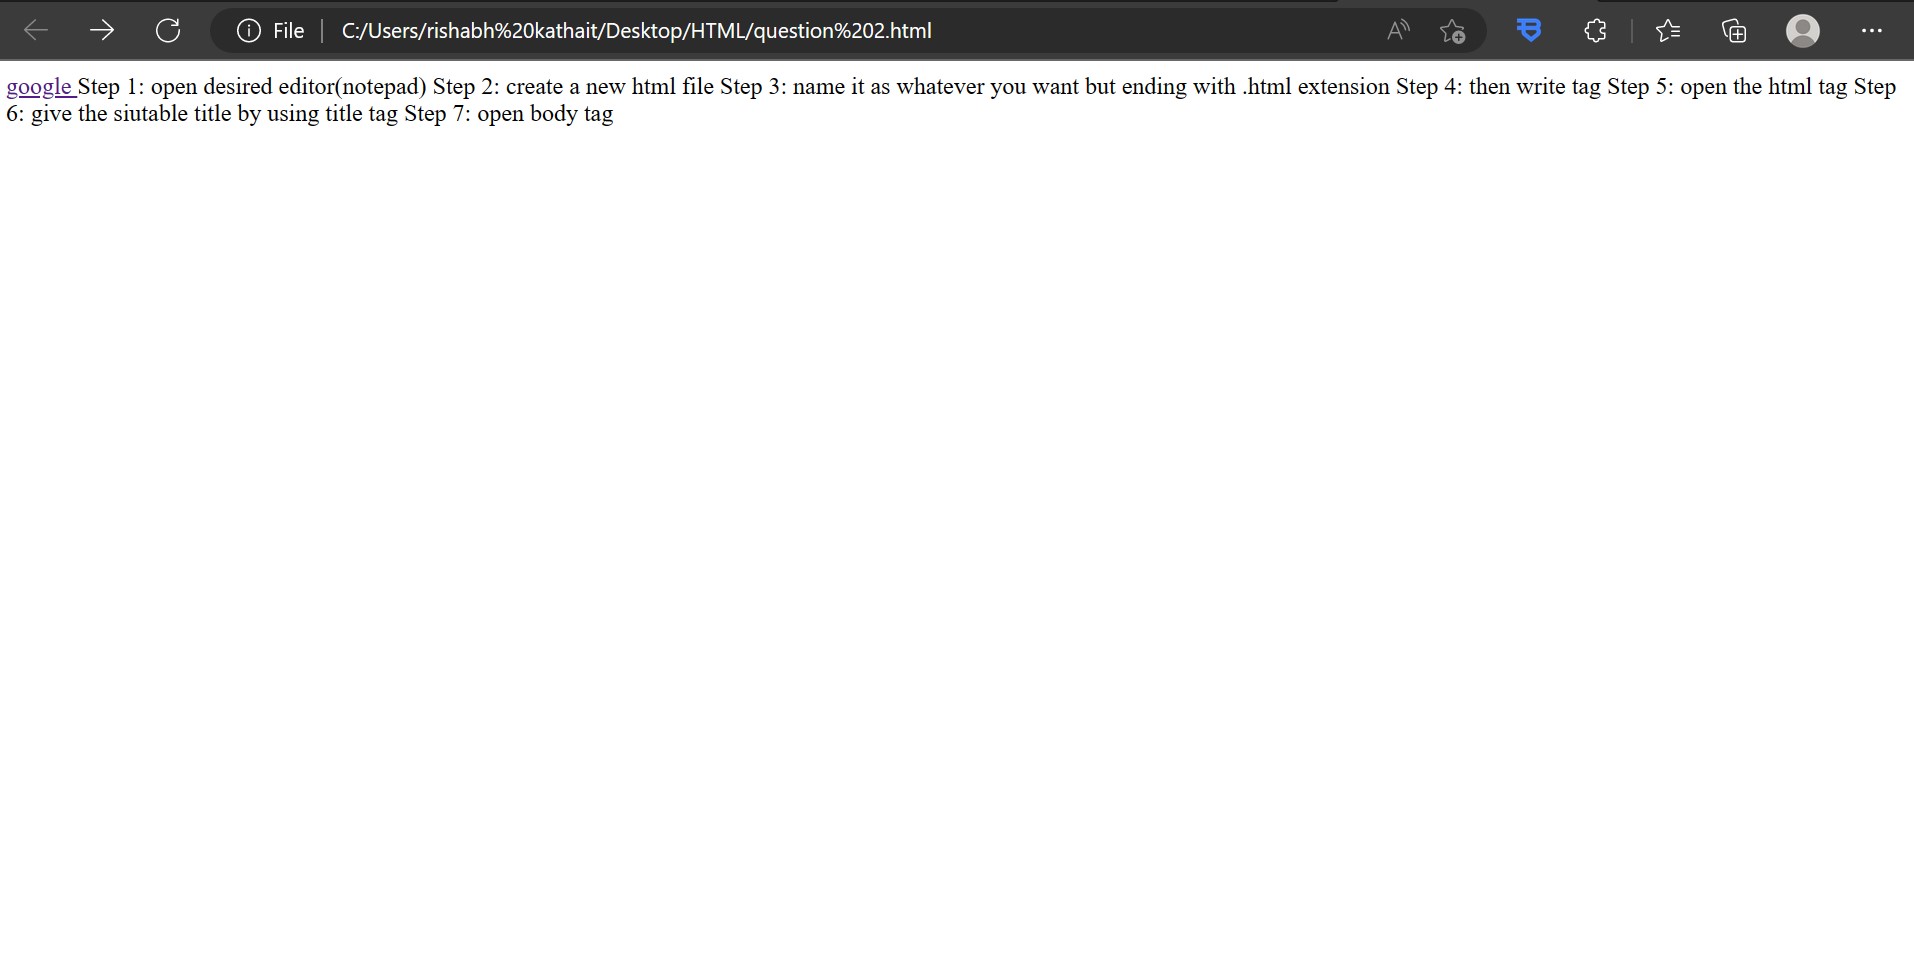 File C:/Users/rishabh%20kathait/Desktop/HTML/question%202.html
google Step 1: open desired editor(notepad) Step 2: create a new html file Step 3: name it as whatever you want but ending with .html extension Step 4: then write tag Step 5: open the html tag Step
6: give the siutable title by using title tag Step 7: open body tag